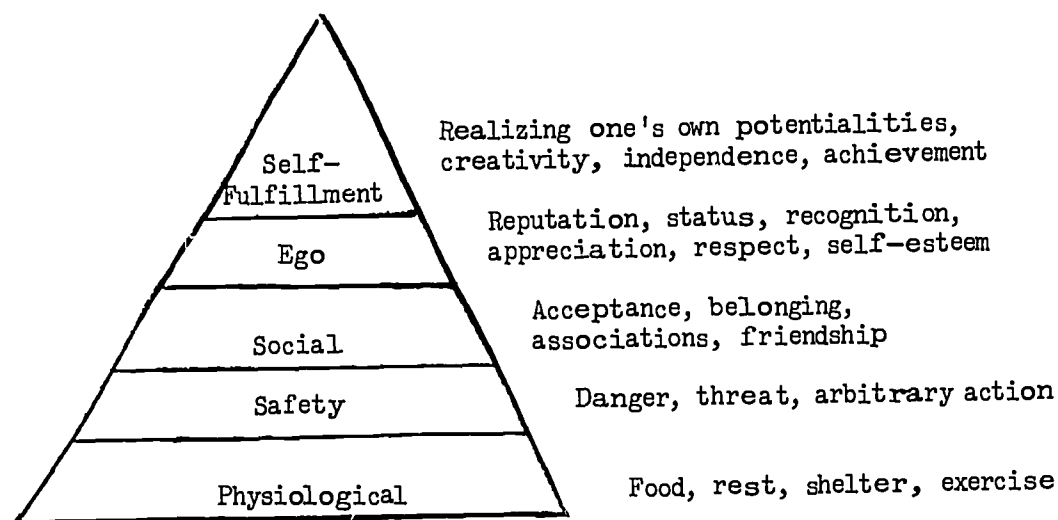 Realizing one's own potentialities,
creativity, independence, achievement
Self-
Fulfillment
Reputation, status, recognition,
appreciation, respect, self-esteem
Ego
Acceptance, belonging,
associations, friendship
Social
Danger, threat, arbitrary action
Safety
Food, rest, shelter, exercise
Physiological